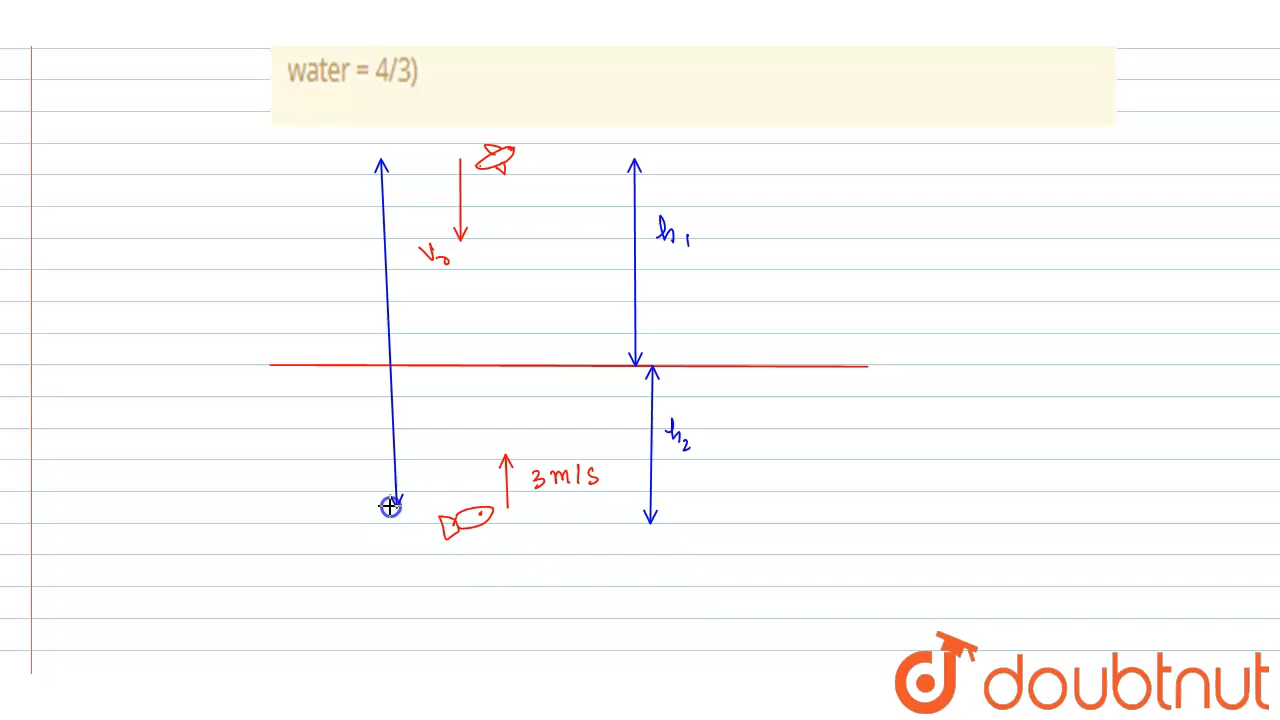 water = 4/3)
h1
v0
h2
3 m/s
doubtnut